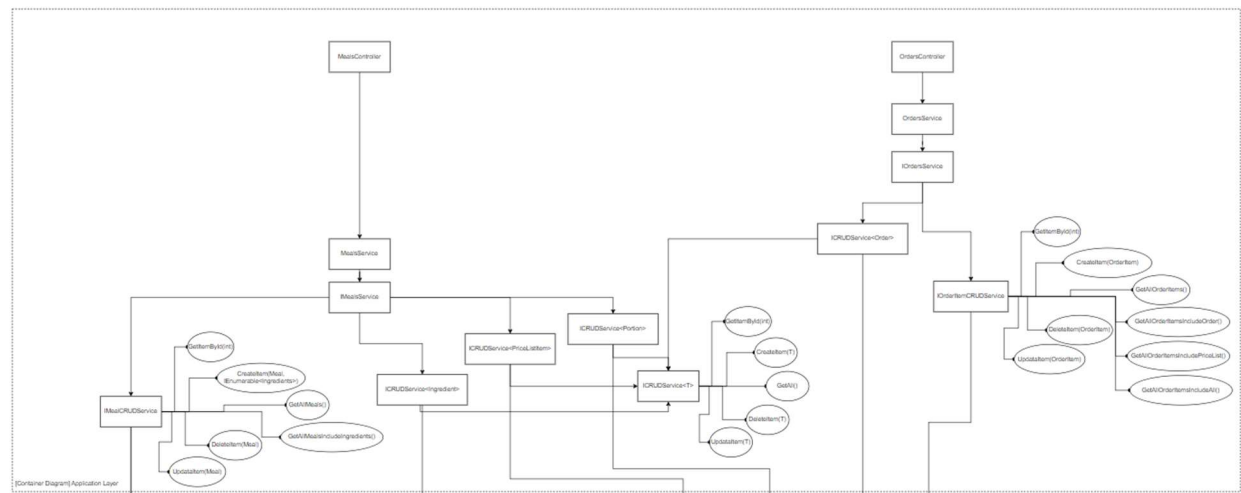 MealsController
OrdersController
OrdersService
IOrdersService
ICRUDService<Order>
MealsService
IMealsService
ICRUDService<Portion>
ICRUDService<PriceListItem>
ICRUDService<Ingredient>
ICRUDService<T>
GetItemById(int)
CreateItem(T)
GetAll()
DeleteItem(T)
UpdateItem(T)
IOrderItemCRUDService
GetItemById(int)
CreateItem(OrderItem)
GetAllOrderItems()
GetAllOrderItemsIncludeOrder()
DeleteItem(OrderItem)
GetAllOrderItemsIncludePriceList()
UpdateItem(OrderItem)
GetAllOrderItemsIncludeAll()
IMealCRUDService
GetItemById(int)
CreateItem(Meal,
IEnumarable<Ingredients>)
GetAllMeals()
GetAllMealsIncludeIngredients()
DeleteItem(Meal)
UpdateItem(Meal)
[Container Diagram] Application Layer